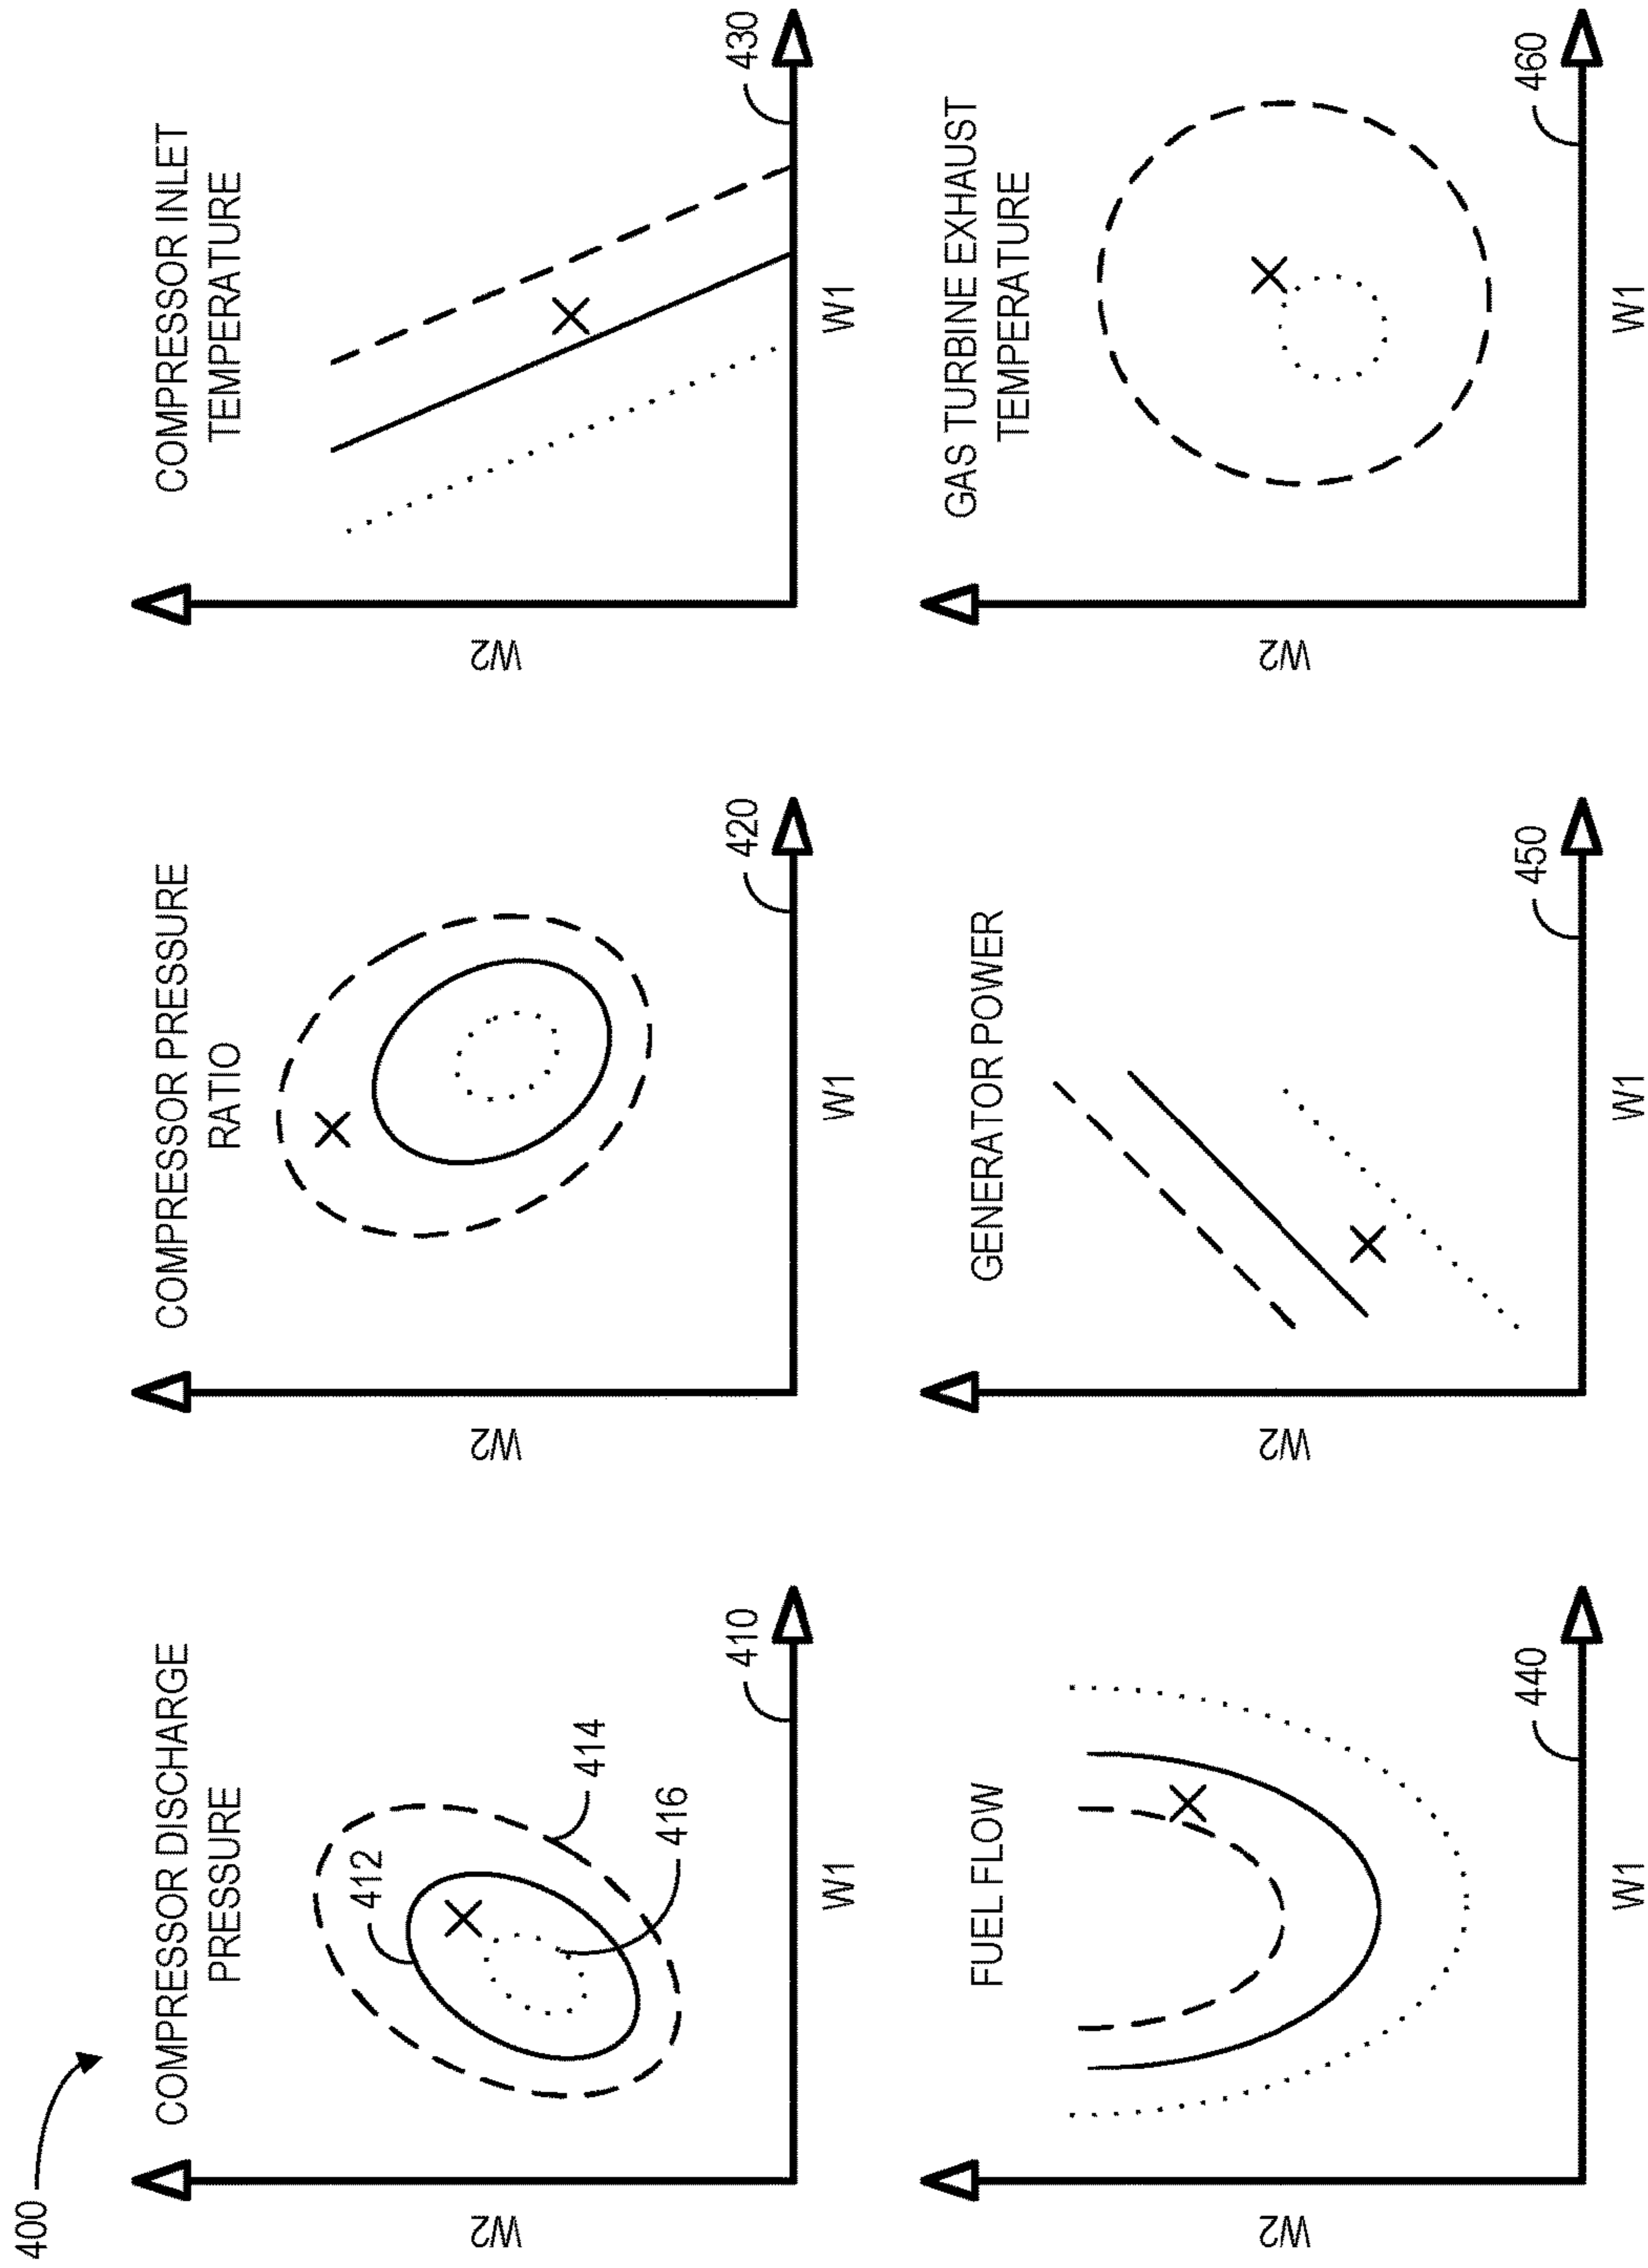 400
COMPRESSOR DISCHARGE
PRESSURE
412
414
416
410
W2
W1
COMPRESSOR PRESSURE
RATIO
420
W2
W1
COMPRESSOR INLET
TEMPERATURE
430
W2
W1
FUEL FLOW
440
W2
W1
GENERATOR POWER
450
W2
W1
GAS TURBINE EXHAUST
TEMPERATURE
460
W2
W1